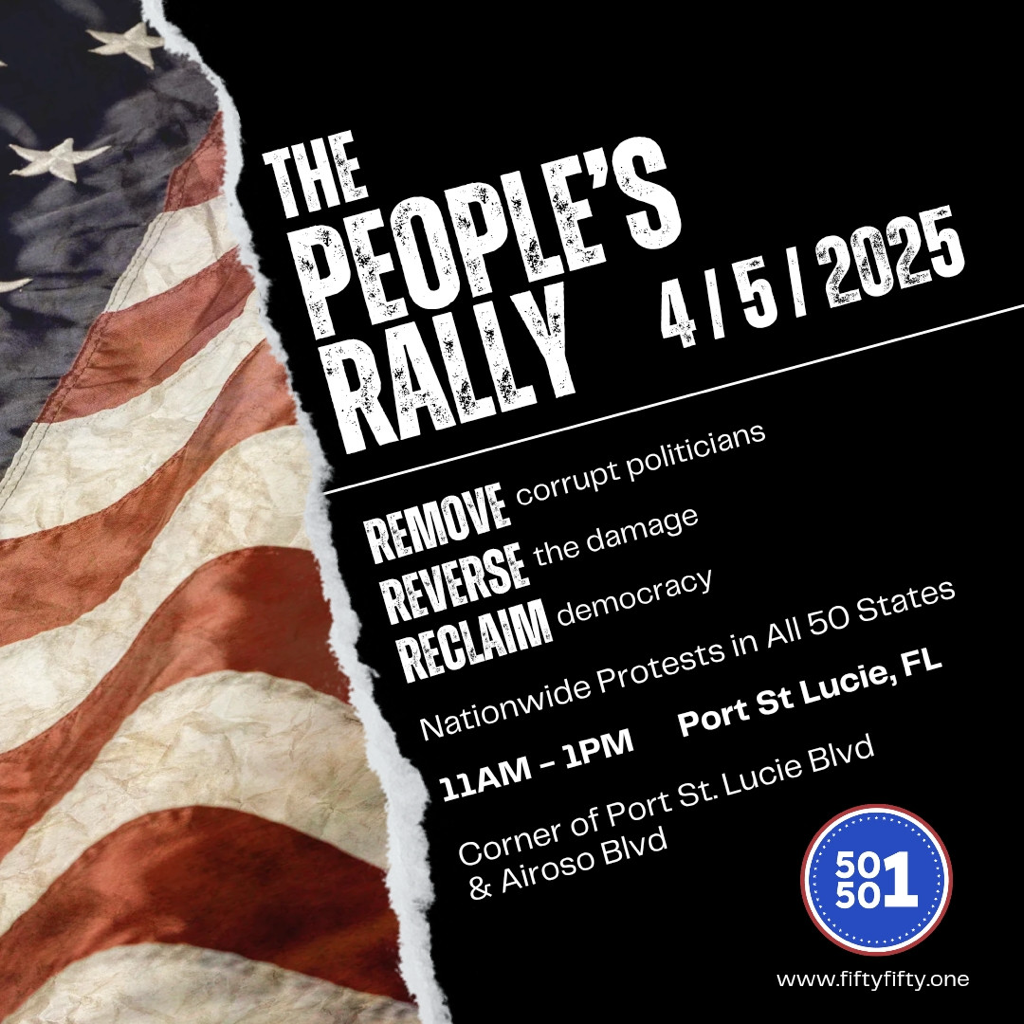 THE
PEOPLE'S
RALLY
4/5/2025
REMOVE corrupt politicians
REVERSE the damage
RECLAIM democracy
Nationwide Protests in All 50 States
11AM - 1PM Port St Lucie, FL
Corner of Port St. Lucie Blvd
& Airoso Blvd
50
50
1
www.fiftyfifty.one